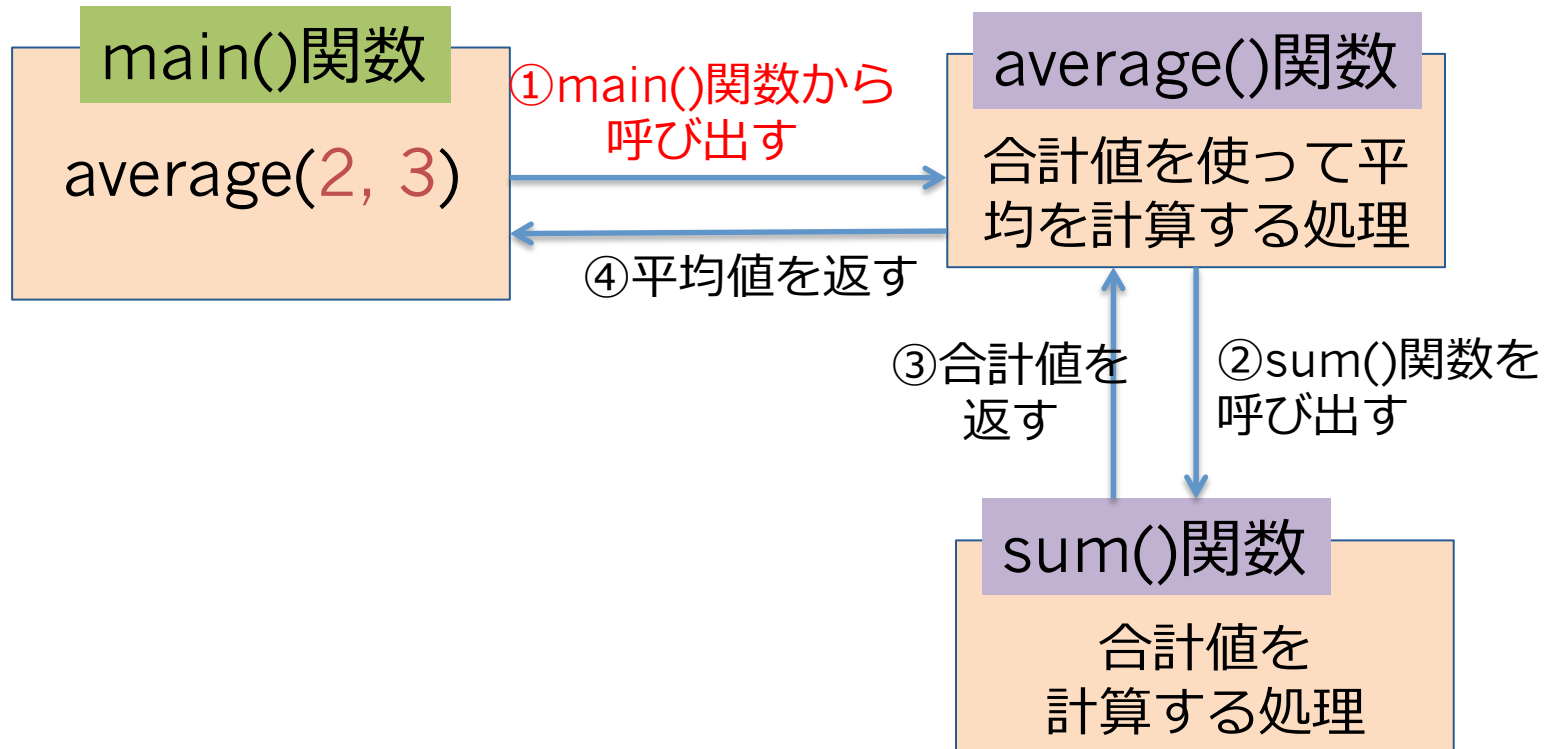 main()関数
average(2, 3)
①main()関数から
呼び出す
④平均値を返す
average()関数
合計値を使って平
均を計算する処理
③合計値を
返す
②sum()関数を
呼び出す
sum()関数
合計値を
計算する処理